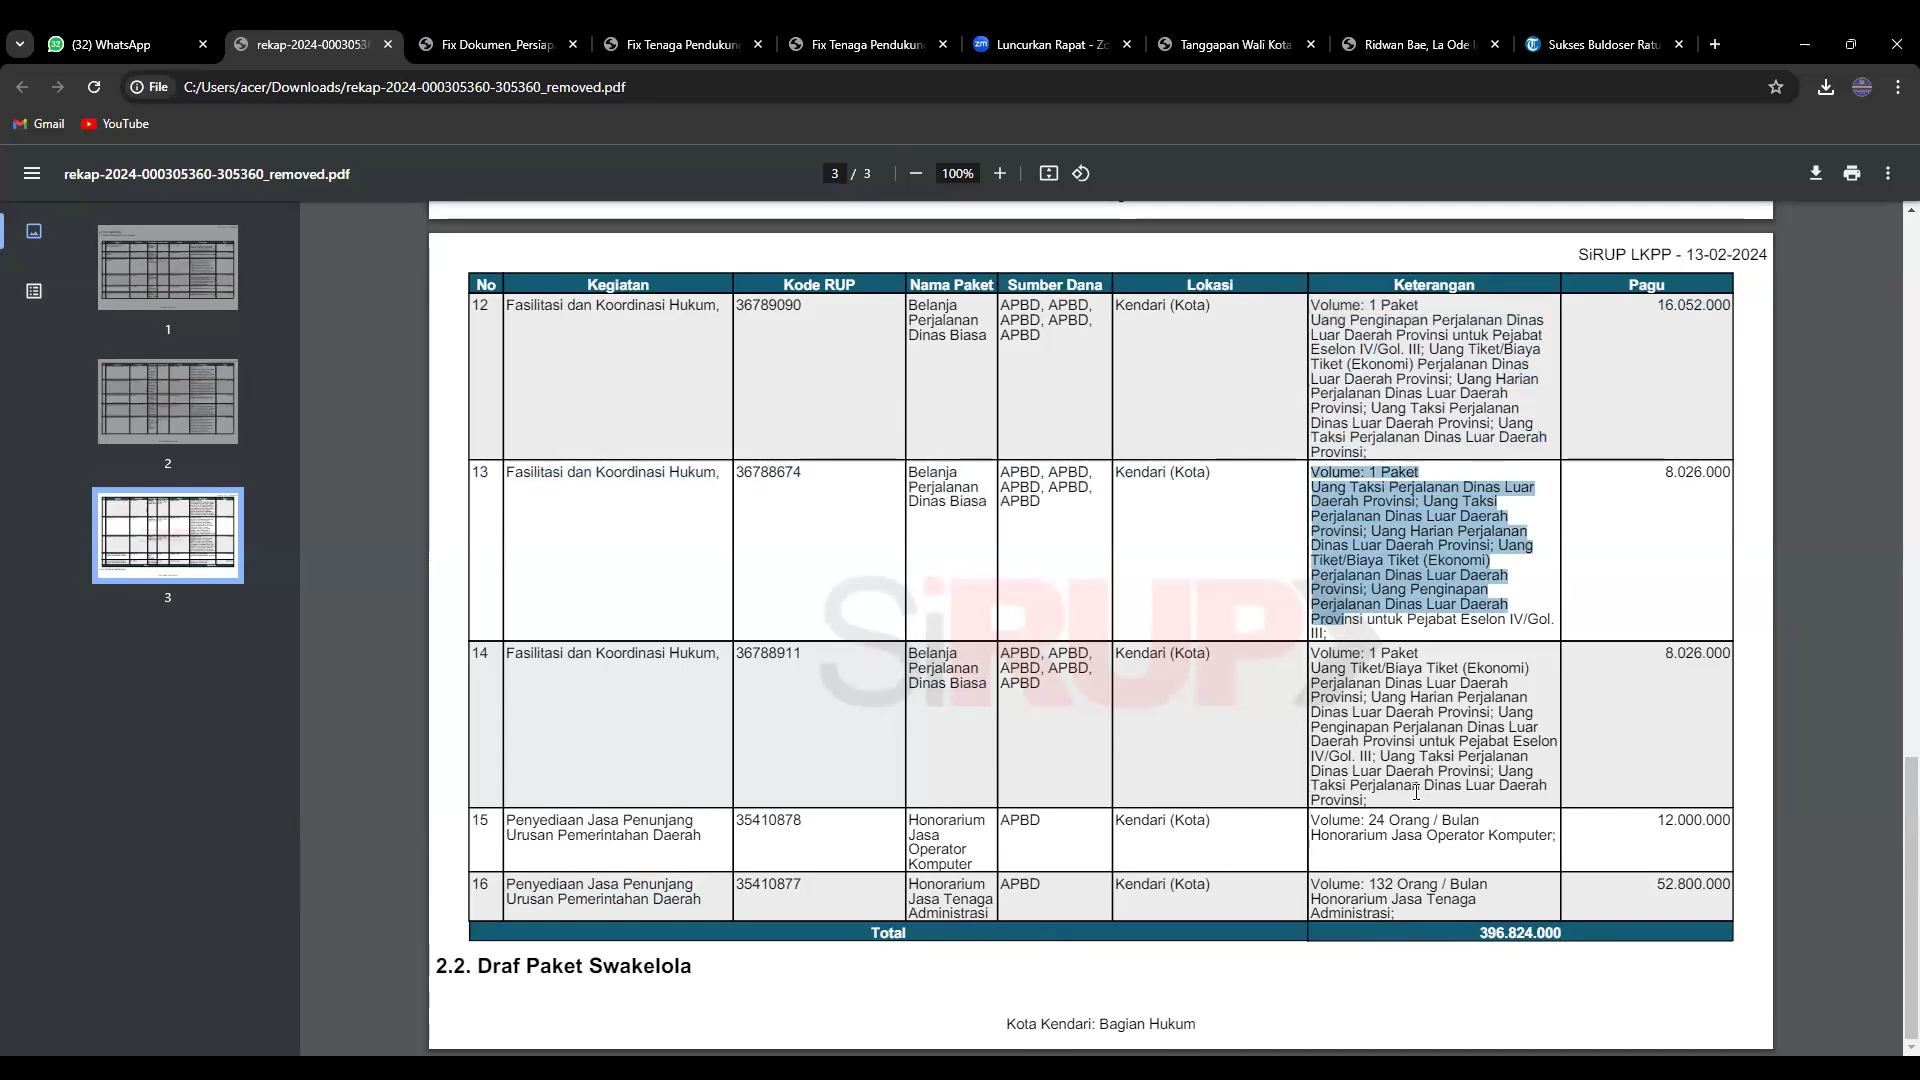 32
(32) WhatsApp
rekap-2024-00030536
Fix Dokumen_Persiap
Fix Tenaga Pendukun
Fix Tenaga Pendukun
zm
Luncurkan Rapat - Zo
Tanggapan Wali Kota
Ridwan Bae, La Ode I
Sukses Buldoser Ratu
File
C:/Users/acer/Downloads/rekap-2024-000305360-305360_removed.pdf
Gmail
YouTube
rekap-2024-000305360-305360_removed.pdf
3 / 3
100%
1
2
3
SiRUP LKPP - 13-02-2024
No Kegiatan Kode RUP Nama Paket Sumber Dana Lokasi Keterangan Pagu
12
Fasilitasi dan Koordinasi Hukum,
36789090
Belanja
Perjalanan
Dinas Biasa
APBD, APBD,
APBD, APBD,
APBD
Kendari (Kota)
Volume: 1 Paket
Uang Penginapan Perjalanan Dinas
Luar Daerah Provinsi untuk Pejabat
Eselon IV/Gol. III; Uang Tiket/Biaya
Tiket (Ekonomi) Perjalanan Dinas
Luar Daerah Provinsi; Uang Harian
Perjalanan Dinas Luar Daerah
Provinsi; Uang Taksi Perjalanan
Dinas Luar Daerah Provinsi; Uang
Taksi Perjalanan Dinas Luar Daerah
Provinsi;
16.052.000
13
Fasilitasi dan Koordinasi Hukum,
36788674
Belanja
Perjalanan
Dinas Biasa
APBD, APBD,
APBD, APBD,
APBD
Kendari (Kota)
Volume: 1 Paket
Uang Taksi Perjalanan Dinas Luar
Daerah Provinsi; Uang Taksi
Perjalanan Dinas Luar Daerah
Provinsi; Uang Harian Perjalanan
Dinas Luar Daerah Provinsi; Uang
Tiket/Biaya Tiket (Ekonomi)
Perjalanan Dinas Luar Daerah
Provinsi; Uang Penginapan
Perjalanan Dinas Luar Daerah
Provinsi untuk Pejabat Eselon IV/Gol.
III;
8.026.000
14
Fasilitasi dan Koordinasi Hukum,
36788911
Belanja
Perjalanan
Dinas Biasa
APBD, APBD,
APBD, APBD,
APBD
Kendari (Kota)
Volume: 1 Paket
Uang Tiket/Biaya Tiket (Ekonomi)
Perjalanan Dinas Luar Daerah
Provinsi; Uang Harian Perjalanan
Dinas Luar Daerah Provinsi; Uang
Penginapan Perjalanan Dinas Luar
Daerah Provinsi untuk Pejabat Eselon
IV/Gol. III; Uang Taksi Perjalanan
Dinas Luar Daerah Provinsi; Uang
Taksi Perjalanan Dinas Luar Daerah
Provinsi;
8.026.000
SiRUP
15
Penyediaan Jasa Penunjang
Urusan Pemerintahan Daerah
35410878
Honorarium
Jasa
Operator
Komputer
APBD
Kendari (Kota)
Volume: 24 Orang / Bulan
Honorarium Jasa Operator Komputer;
12.000.000
16
Penyediaan Jasa Penunjang
Urusan Pemerintahan Daerah
35410877
Honorarium
Jasa Tenaga
Administrasi
APBD
Kendari (Kota)
Volume: 132 Orang / Bulan
Honorarium Jasa Tenaga
Administrasi;
52.800.000
Total 396.824.000
2.2. Draf Paket Swakelola
Kota Kendari: Bagian Hukum